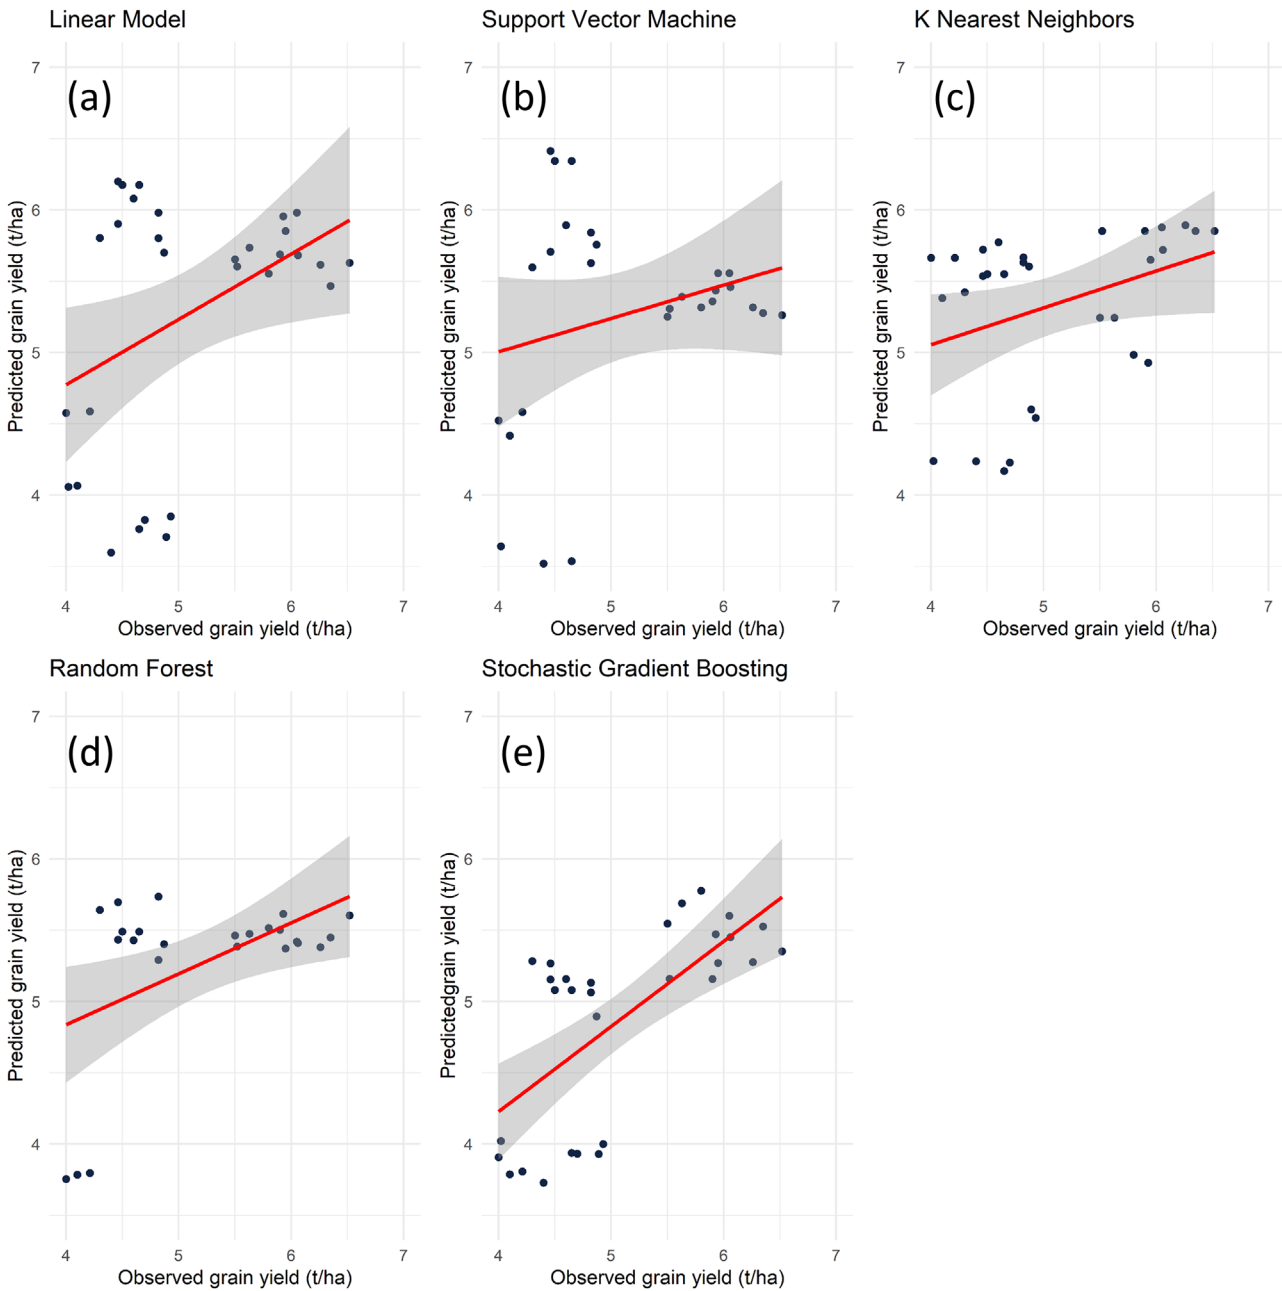 Linear Model
Support Vector Machine
K Nearest Neighbors
(a)
(b)
(c)
7
6
5
4
7
6
5
4
7
6
5
4
Predicted grain yield (t/ha)
Predicted grain yield (t/ha)
Predicted grain yield (t/ha)
4 5 6 7
4 5 6 7
4 5 6 7
Observed grain yield (t/ha)
Observed grain yield (t/ha)
Observed grain yield (t/ha)
Random Forest
Stochastic Gradient Boosting
(d)
(e)
7
6
5
4
7
6
5
4
Predicted grain yield (t/ha)
Predictedgrain yield (t/ha)
4 5 6 7
4 5 6 7
Observed grain yield (t/ha)
Observed grain yield (t/ha)